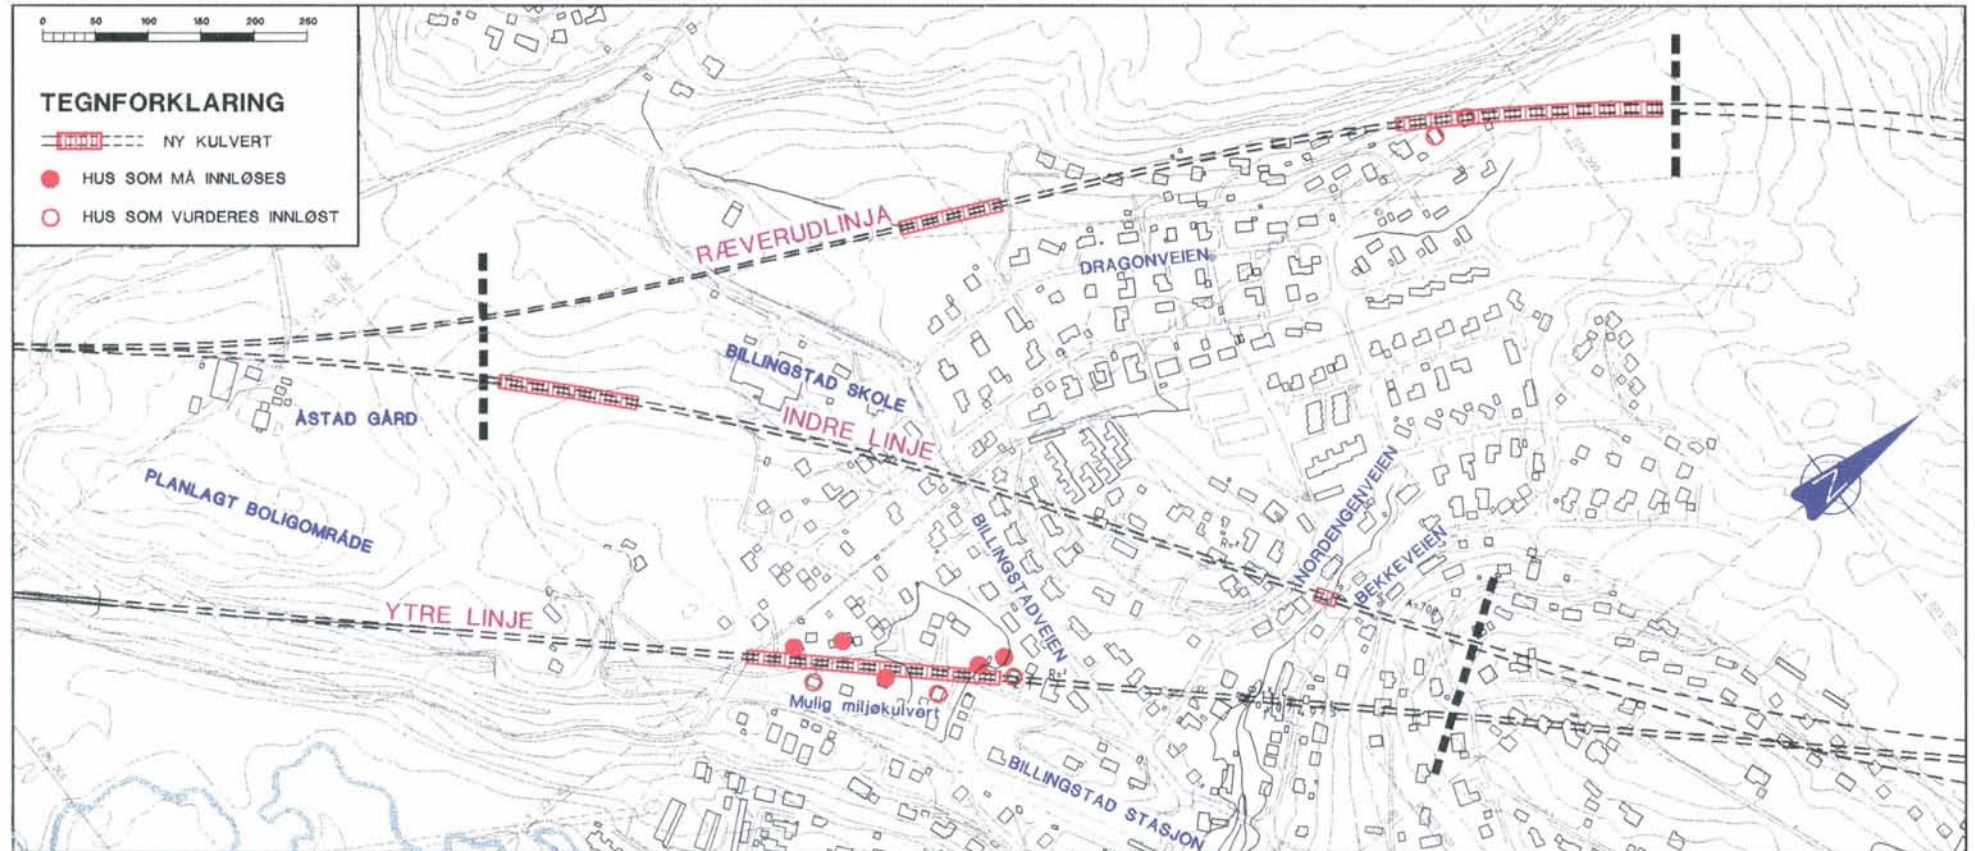 0 50 100 150 200 250
TEGNFORKLARING
NY KULVERT
HUS SOM MÅ INNLØSES
HUS SOM VURDERES INNLØST
RÆVERUDLINJA
DRAGONVEIEN
BILLINGSTAD SKOLE
INDRE LINJE
ÅSTAD GÅRD
PLANLAGT BOLIGOMRÅDE
NORDENGENVEIEN
BEKKEVEIEN
BILLINGSTADVEIEN
YTRE LINJE
Mulig miljøkulvert
BILLINGSTAD STASJON
N